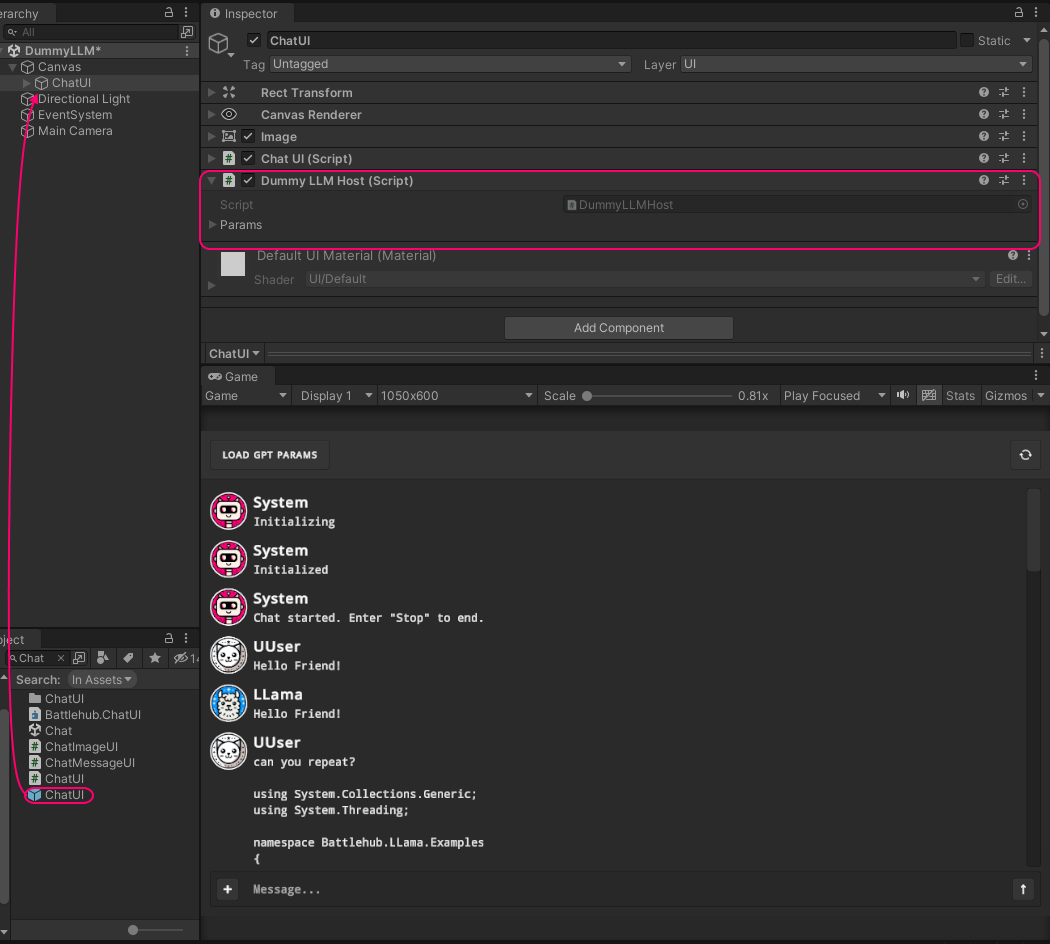 erarchy
All
DummyLLM*
Canvas
ChatUI
Directional Light
EventSystem
Main Camera
Inspector
ChatUI
Static
Tag Untagged
Layer UI
Rect Transform
Canvas Renderer
Image
# Chat UI (Script)
# Dummy LLM Host (Script)
Script
# DummyLLMHost
Params
Default UI Material (Material)
Shader UI/Default
Edit...
Add Component
ChatUI
Game
Game
Display 1
1050x600
Scale
0.81x
Play Focused
Stats
Gizmos
LOAD GPT PARAMS
System
Initializing
System
Initialized
System
Chat started. Enter "Stop" to end.
UUser
Hello Friend!
LLama
Hello Friend!
UUser
can you repeat?
using System.Collections.Generic;
using System.Threading;
namespace Battlehub.LLama.Examples
{
+ Message...
oject
Chat
14
Search: In Assets
ChatUI
Battlehub.ChatUI
Chat
# ChatImageUI
# ChatMessageUI
# ChatUI
ChatUI